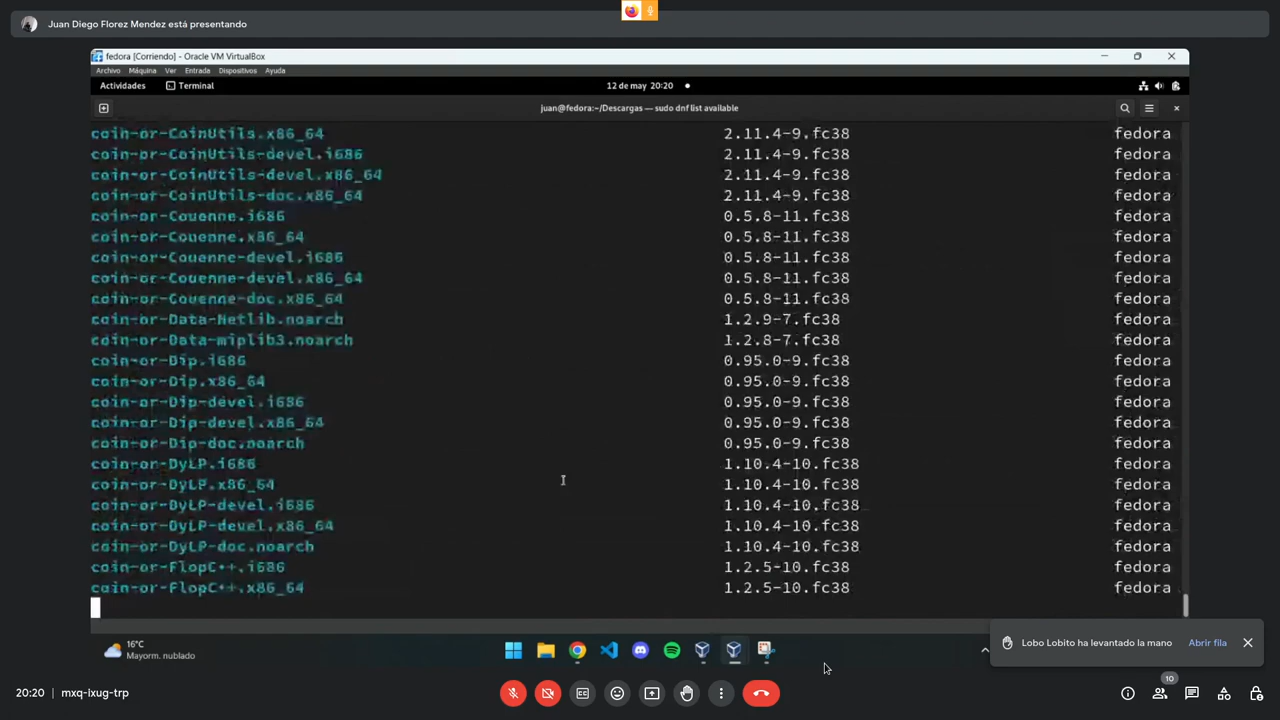 Juan Diego Florez Mendez está presentando
fedora [Corriendo] - Oracle VM VirtualBox
Archivo Máquina Ver Entrada Dispositivos Ayuda
Actividades Terminal 12 de may 20:20
juan@fedora:~/Descargas — sudo dnf list available
coin-or-CoinUtils.x86_64 2.11.4-9.fc38 fedora
coin-or-CoinUtils-devel.i686 2.11.4-9.fc38 fedora
coin-or-CoinUtils-devel.x86_64 2.11.4-9.fc38 fedora
coin-or-CoinUtils-doc.x86_64 2.11.4-9.fc38 fedora
coin-or-Couenne.i686 0.5.8-11.fc38 fedora
coin-or-Couenne.x86_64 0.5.8-11.fc38 fedora
coin-or-Couenne-devel.i686 0.5.8-11.fc38 fedora
coin-or-Couenne-devel.x86_64 0.5.8-11.fc38 fedora
coin-or-Couenne-doc.x86_64 0.5.8-11.fc38 fedora
coin-or-Data-Netlib.noarch 1.2.9-7.fc38 fedora
coin-or-Data-miplib3.noarch 1.2.8-7.fc38 fedora
coin-or-Dip.i686 0.95.0-9.fc38 fedora
coin-or-Dip.x86_64 0.95.0-9.fc38 fedora
coin-or-Dip-devel.i686 0.95.0-9.fc38 fedora
coin-or-Dip-devel.x86_64 0.95.0-9.fc38 fedora
coin-or-Dip-doc.noarch 0.95.0-9.fc38 fedora
coin-or-DyLP.i686 1.10.4-10.fc38 fedora
coin-or-DyLP.x86_64 1.10.4-10.fc38 fedora
coin-or-DyLP-devel.i686 1.10.4-10.fc38 fedora
coin-or-DyLP-devel.x86_64 1.10.4-10.fc38 fedora
coin-or-DyLP-doc.noarch 1.10.4-10.fc38 fedora
coin-or-FlopC++.i686 1.2.5-10.fc38 fedora
coin-or-FlopC++.x86_64 1.2.5-10.fc38 fedora
16°C
Mayorm. nublado
Lobo Lobito ha levantado la mano Abrir fila
20:20 mxq-ixug-trp
10